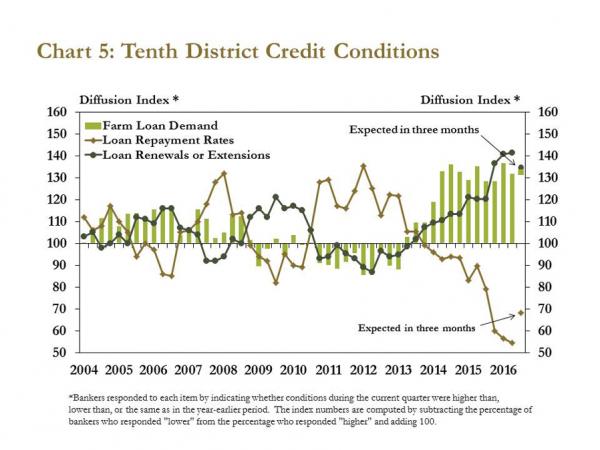 Chart 5: Tenth District Credit Conditions
Diffusion Index * Diffusion Index *
160 160
150 150
140 140
130 130
120 120
110 110
100 100
90 90
80 80
70 70
60 60
50 50
Farm Loan Demand
Loan Repayment Rates
Loan Renewals or Extensions
Expected in three months
Expected in three months
2004 2005 2006 2007 2008 2009 2010 2011 2012 2013 2014 2015 2016
*Bankers responded to each item by indicating whether conditions during the current quarter were higher than,
lower than, or the same as in the year-earlier period. The index numbers are computed by subtracting the percentage of
bankers who responded "lower" from the percentage who responded "higher" and adding 100.